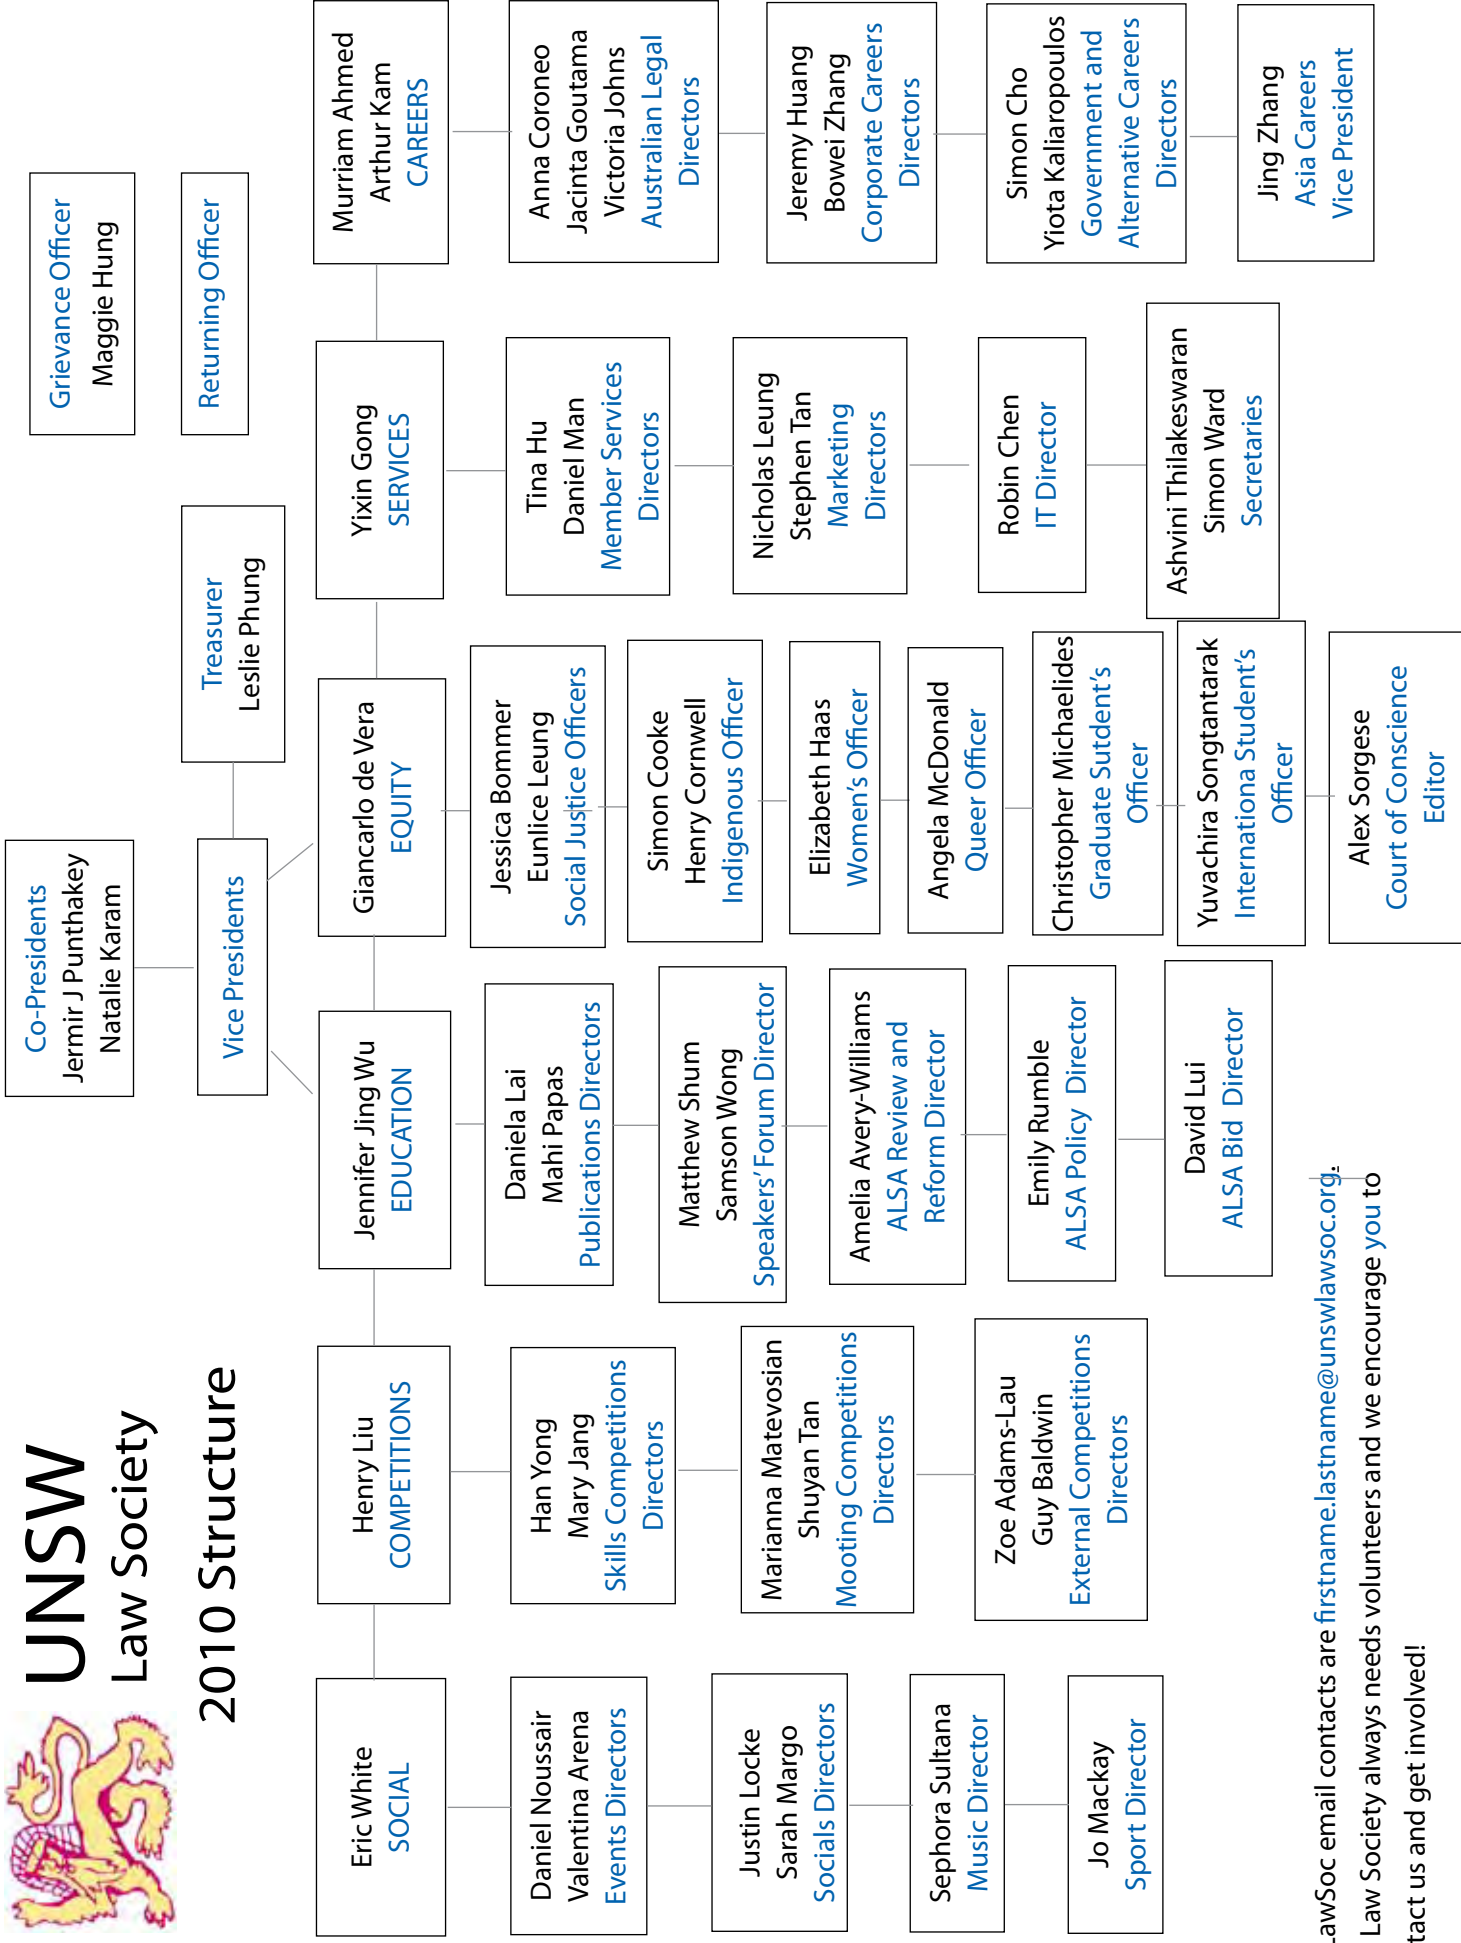 UNSW
Law Society
2010 Structure
Co-Presidents
Jermir J Punthakey
Natalie Karam
Vice Presidents
Treasurer
Leslie Phung
Grievance Officer
Maggie Hung
Returning Officer
Eric White
SOCIAL
Daniel Noussair
Valentina Arena
Events Directors
Justin Locke
Sarah Margo
Socials Directors
Sephora Sultana
Music Director
Jo Mackay
Sport Director
Henry Liu
COMPETITIONS
Han Yong
Mary Jang
Skills Competitions
Directors
Marianna Matevosian
Shuyan Tan
Mooting Competitions
Directors
Zoe Adams-Lau
Guy Baldwin
External Competitions
Directors
Jennifer Jing Wu
EDUCATION
Daniela Lai
Mahi Papas
Publications Directors
Matthew Shum
Samson Wong
Speakers' Forum Director
Amelia Avery-Williams
ALSA Review and
Reform Director
Emily Rumble
ALSA Policy Director
David Lui
ALSA Bid Director
Giancarlo de Vera
EQUITY
Jessica Bommer
Eunlice Leung
Social Justice Officers
Simon Cooke
Henry Cornwell
Indigenous Officer
Elizabeth Haas
Women's Officer
Angela McDonald
Queer Officer
Christopher Michaelides
Graduate Sutdent's
Officer
Yuvachira Songtantarak
Internationa Student's
Officer
Alex Sorgese
Court of Conscience
Editor
Yixin Gong
SERVICES
Tina Hu
Daniel Man
Member Services
Directors
Nicholas Leung
Stephen Tan
Marketing
Directors
Robin Chen
IT Director
Ashvini Thilakeswaran
Simon Ward
Secretaries
Murriam Ahmed
Arthur Kam
CAREERS
Anna Coroneo
Jacinta Goutama
Victoria Johns
Australian Legal
Directors
Jeremy Huang
Bowei Zhang
Corporate Careers
Directors
Simon Cho
Yiota Kaliaropoulos
Government and
Alternative Careers
Directors
Jing Zhang
Asia Careers
Vice President
LawSoc email contacts are firstname.lastname@unswlawsoc.org.
Law Society always needs volunteers and we encourage you to
tact us and get involved!